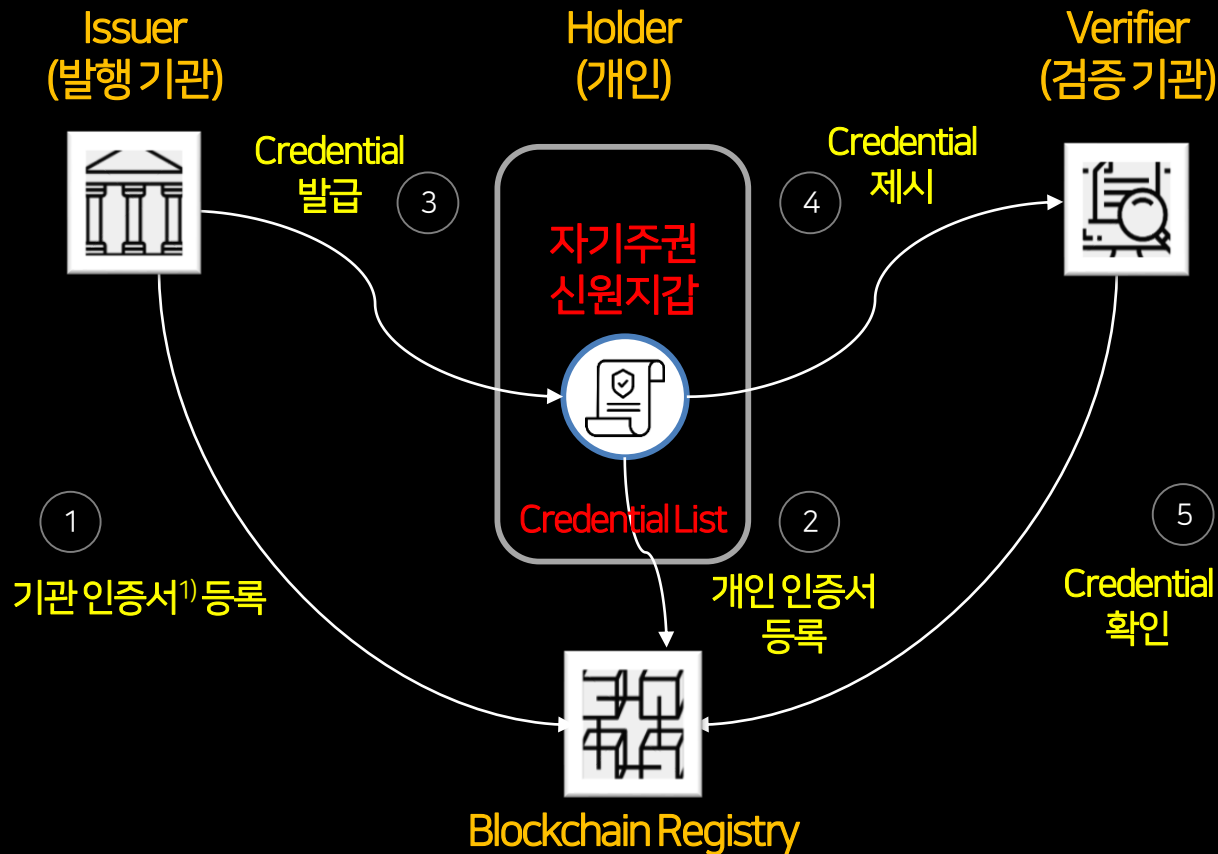 Issuer
(발행 기관)
Holder
(개인)
Verifier
(검증 기관)
Credential
발급
3
4
Credential
제시
자기주권
신원지갑
Credential List
1
기관 인증서1) 등록
2
개인 인증서
등록
5
Credential
확인
Blockchain Registry